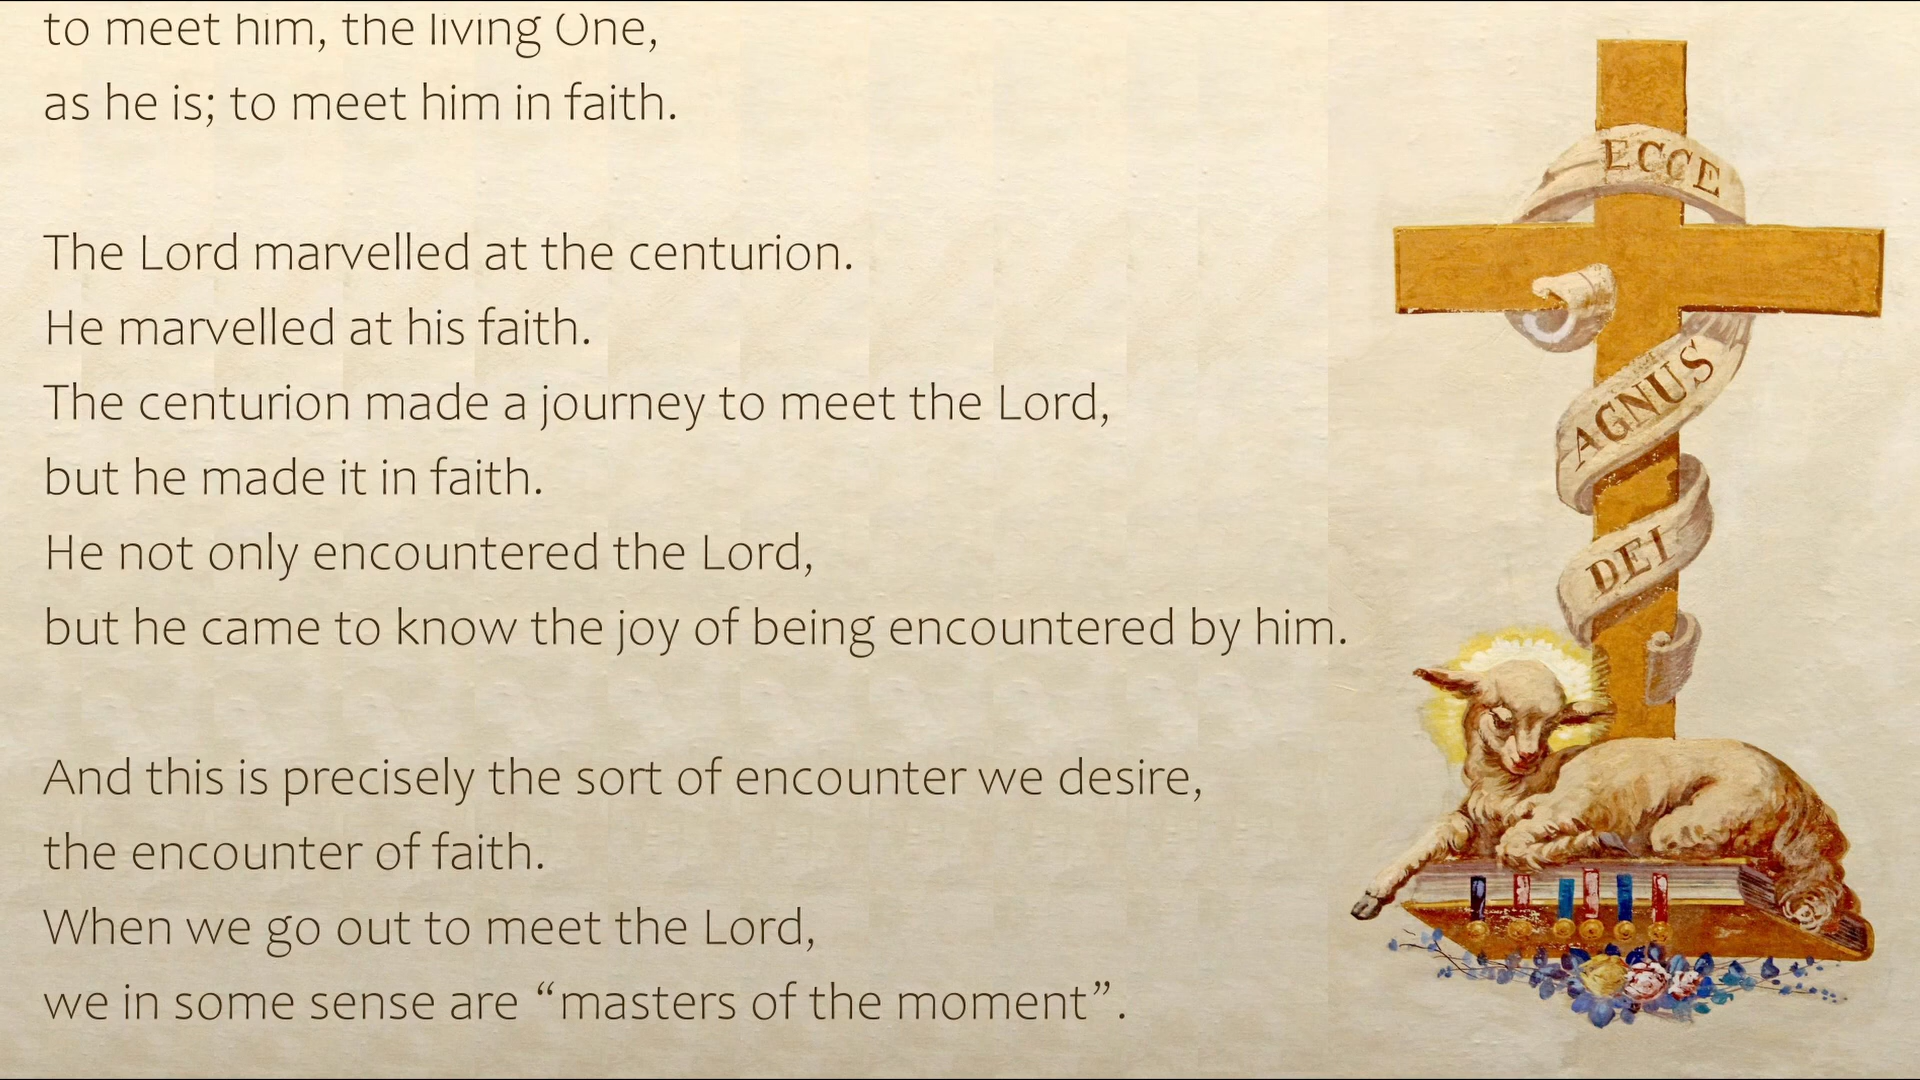 to meet him, the living One,
as he is; to meet him in faith.
The Lord marvelled at the centurion.
He marvelled at his faith.
The centurion made a journey to meet the Lord,
but he made it in faith.
He not only encountered the Lord,
but he came to know the joy of being encountered by him.
And this is precisely the sort of encounter we desire,
the encounter of faith.
When we go out to meet the Lord,
we in some sense are “masters of the moment”.
ECCE
AGNUS
DEI